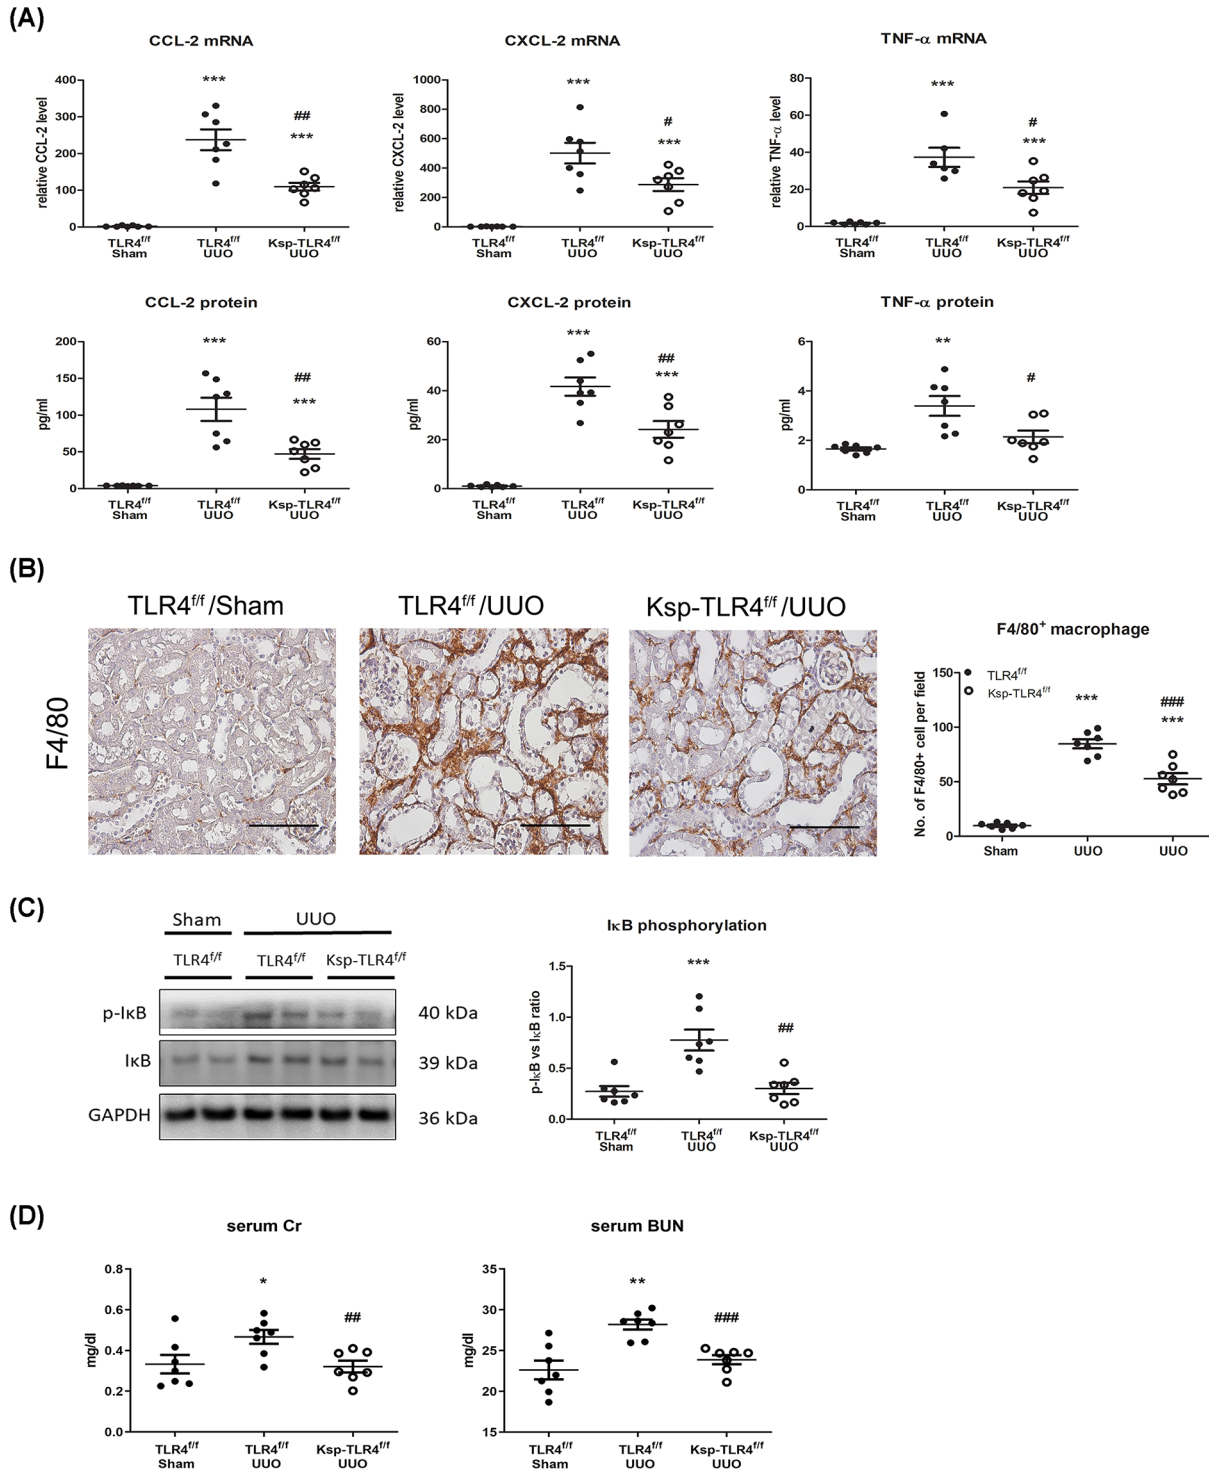 (A)
CCL-2 mRNA
relative CCL-2 level
400
300
200
100
0
***
##
***
TLR4f/f Sham
TLR4f/f UUO
Ksp-TLR4f/f UUO
CXCL-2 mRNA
relative CXCL-2 level
1000
800
600
400
200
0
***
#
***
TLR4f/f Sham
TLR4f/f UUO
Ksp-TLR4f/f UUO
TNF-α mRNA
relative TNF-α level
80
60
40
20
0
***
#
***
TLR4f/f Sham
TLR4f/f UUO
Ksp-TLR4f/f UUO
CCL-2 protein
pg/ml
200
150
100
50
0
***
##
***
TLR4f/f Sham
TLR4f/f UUO
Ksp-TLR4f/f UUO
CXCL-2 protein
pg/ml
60
40
20
0
***
##
***
TLR4f/f Sham
TLR4f/f UUO
Ksp-TLR4f/f UUO
TNF-α protein
pg/ml
6
4
2
0
**
#
TLR4f/f Sham
TLR4f/f UUO
Ksp-TLR4f/f UUO
(B)
F4/80
TLR4f/f /Sham
TLR4f/f /UUO
Ksp-TLR4f/f /UUO
F4/80+ macrophage
No. of F4/80+ cell per field
150
100
50
0
TLR4f/f
Ksp-TLR4f/f
***
###
***
Sham
UUO
UUO
(C)
Sham
UUO
TLR4f/f
TLR4f/f
Ksp-TLR4f/f
p-IκB
40 kDa
IκB
39 kDa
GAPDH
36 kDa
IκB phosphorylation
p-IκB vs IκB ratio
1.5
1.0
0.5
0.0
***
##
TLR4f/f Sham
TLR4f/f UUO
Ksp-TLR4f/f UUO
(D)
serum Cr
mg/dl
0.8
0.6
0.4
0.2
0.0
*
##
TLR4f/f Sham
TLR4f/f UUO
Ksp-TLR4f/f UUO
serum BUN
mg/dl
35
30
25
20
15
**
###
TLR4f/f Sham
TLR4f/f UUO
Ksp-TLR4f/f UUO